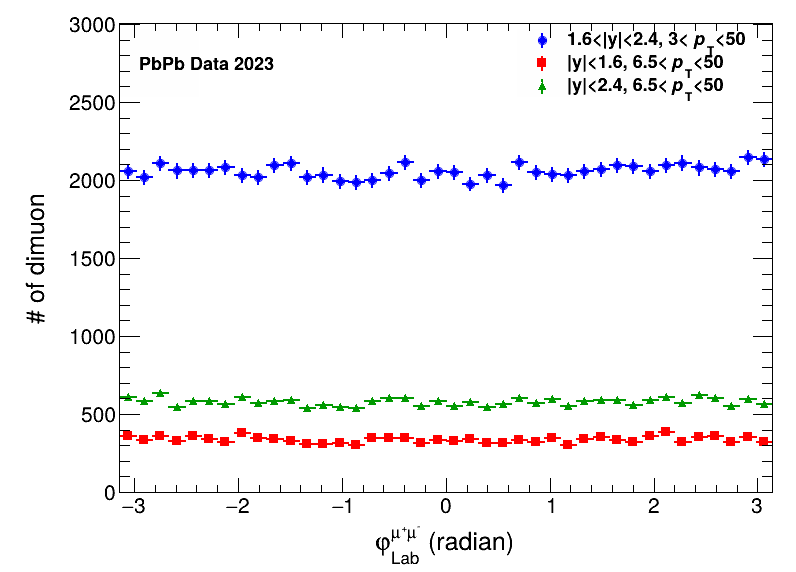 3000
2500
2000
1500
1000
500
0
# of dimuon
PbPb Data 2023
1.6<|y|<2.4, 3< p_T<50
|y|<1.6, 6.5< p_T<50
|y|<2.4, 6.5< p_T<50
−3 −2 −1 0 1 2 3
φ_Lab^μ⁺μ⁻ (radian)